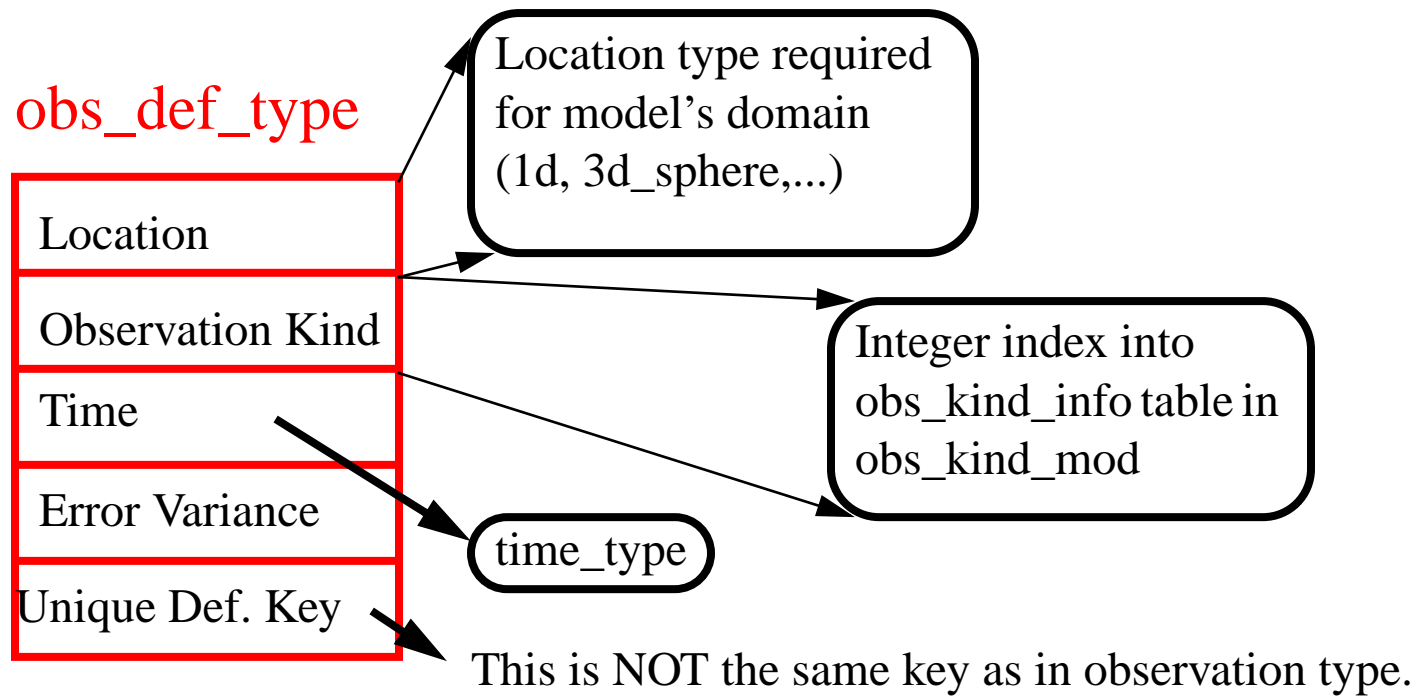 obs_def_type
Location
Observation Kind
Time
Error Variance
Unique Def. Key
Location type required
for model’s domain
(1d, 3d_sphere,...)
Integer index into
obs_kind_info table in
obs_kind_mod
time_type
This is NOT the same key as in observation type.